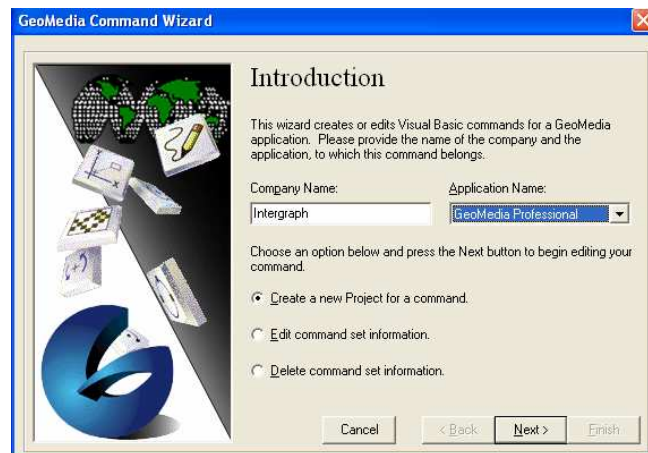 GeoMedia Command Wizard
Introduction
This wizard creates or edits Visual Basic commands for a GeoMedia
application. Please provide the name of the company and the
application, to which this command belongs.
Company Name:
Application Name:
Intergraph
GeoMedia Professional
Choose an option below and press the Next button to begin editing your
command.
Create a new Project for a command.
Edit command set information.
Delete command set information.
Cancel
< Back
Next >
Finish